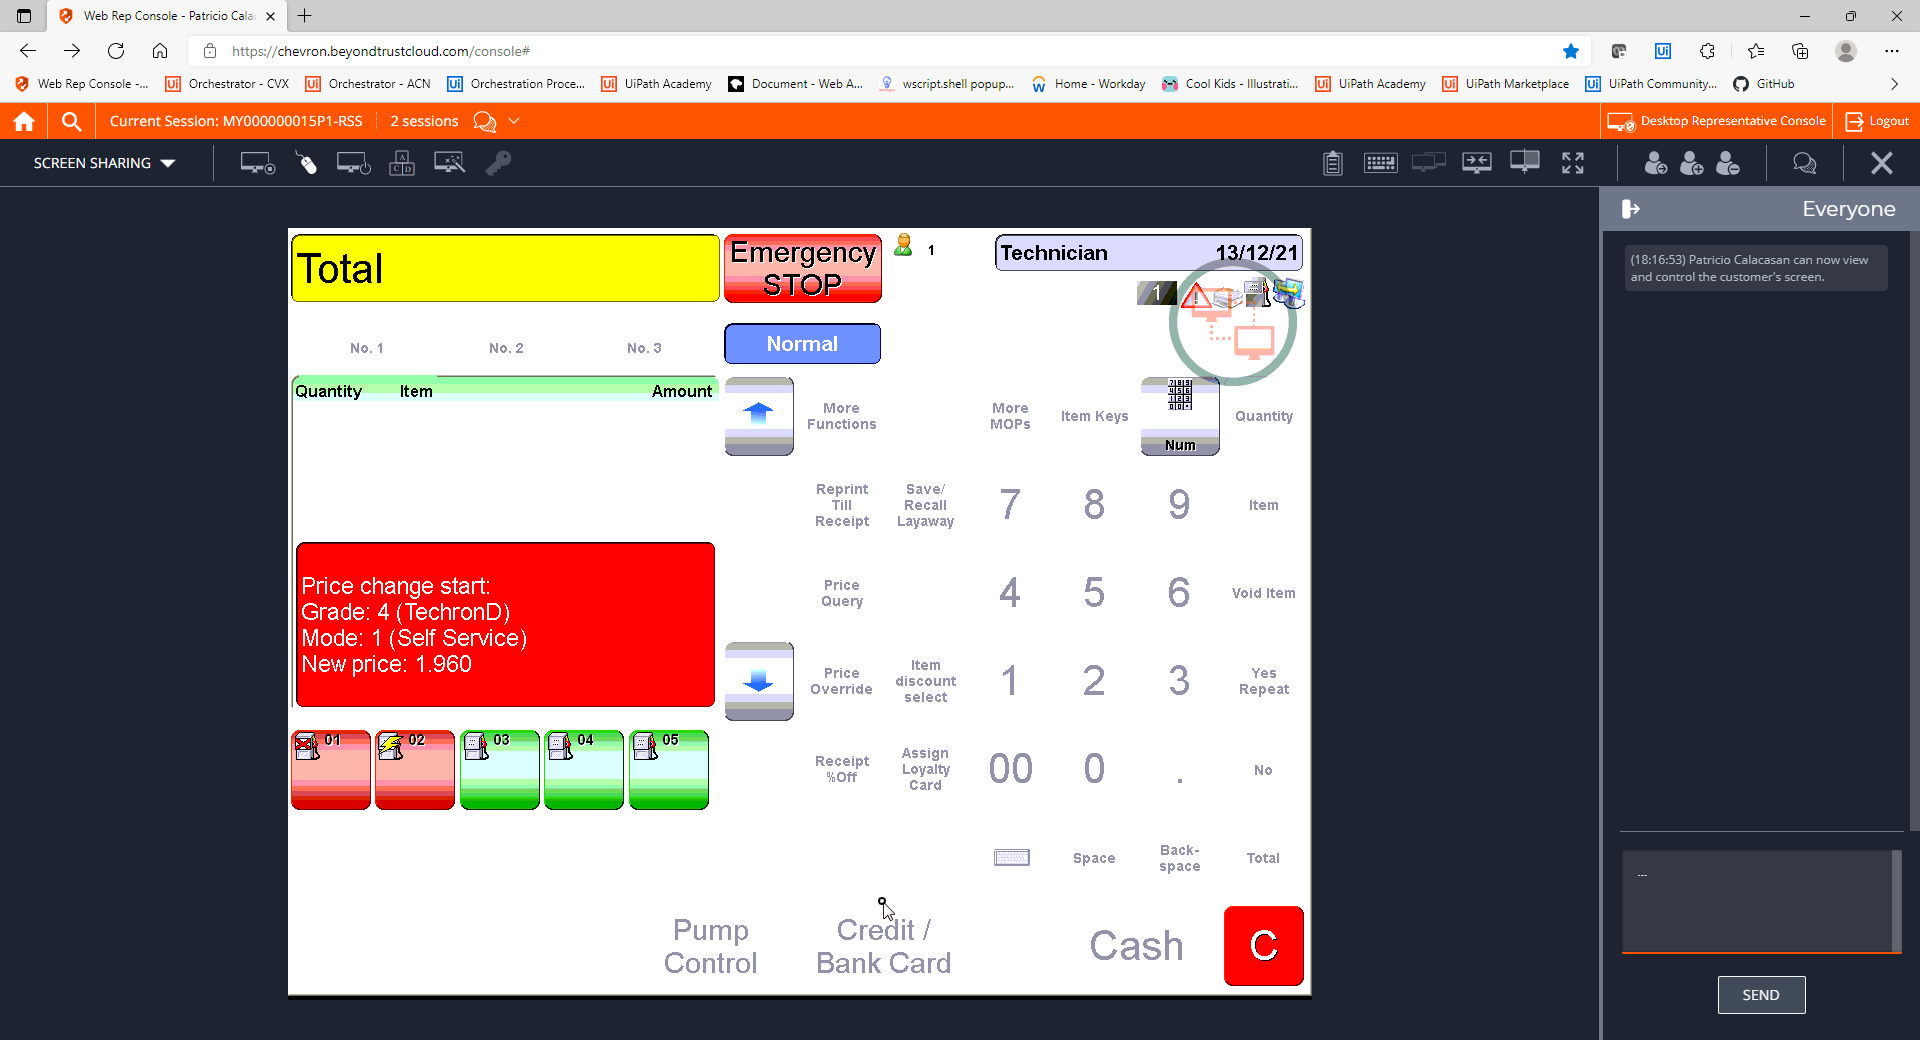 Web Rep Console - Patricio Cala
https://chevron.beyondtrustcloud.com/console#
Web Rep Console -...
Orchestrator - CVX
Orchestrator - ACN
Orchestration Proce...
UiPath Academy
Document - Web A...
wscript.shell popup...
Home - Workday
Cool Kids - Illustrati...
UiPath Academy
UiPath Marketplace
UiPath Community...
GitHub
Current Session: MY000000015P1-RSS
2 sessions
Desktop Representative Console
Logout
SCREEN SHARING
Everyone
(18:16:53) Patricio Calacasan can now view
and control the customer's screen.
Total
Emergency
STOP
1
Technician
13/12/21
1
No. 1
No. 2
No. 3
Normal
Quantity
Item
Amount
More
Functions
More
MOPs
Item Keys
Num
Quantity
Reprint
Till
Receipt
Save/
Recall
Layaway
7
8
9
Item
Price change start:
Grade: 4 (TechronD)
Mode: 1 (Self Service)
New price: 1.960
Price
Query
4
5
6
Void Item
Price
Override
Item
discount
select
1
2
3
Yes
Repeat
01
02
03
04
05
Receipt
%Off
Assign
Loyalty
Card
00
0
.
No
Space
Back-
space
Total
Pump
Control
Credit /
Bank Card
Cash
C
...
SEND